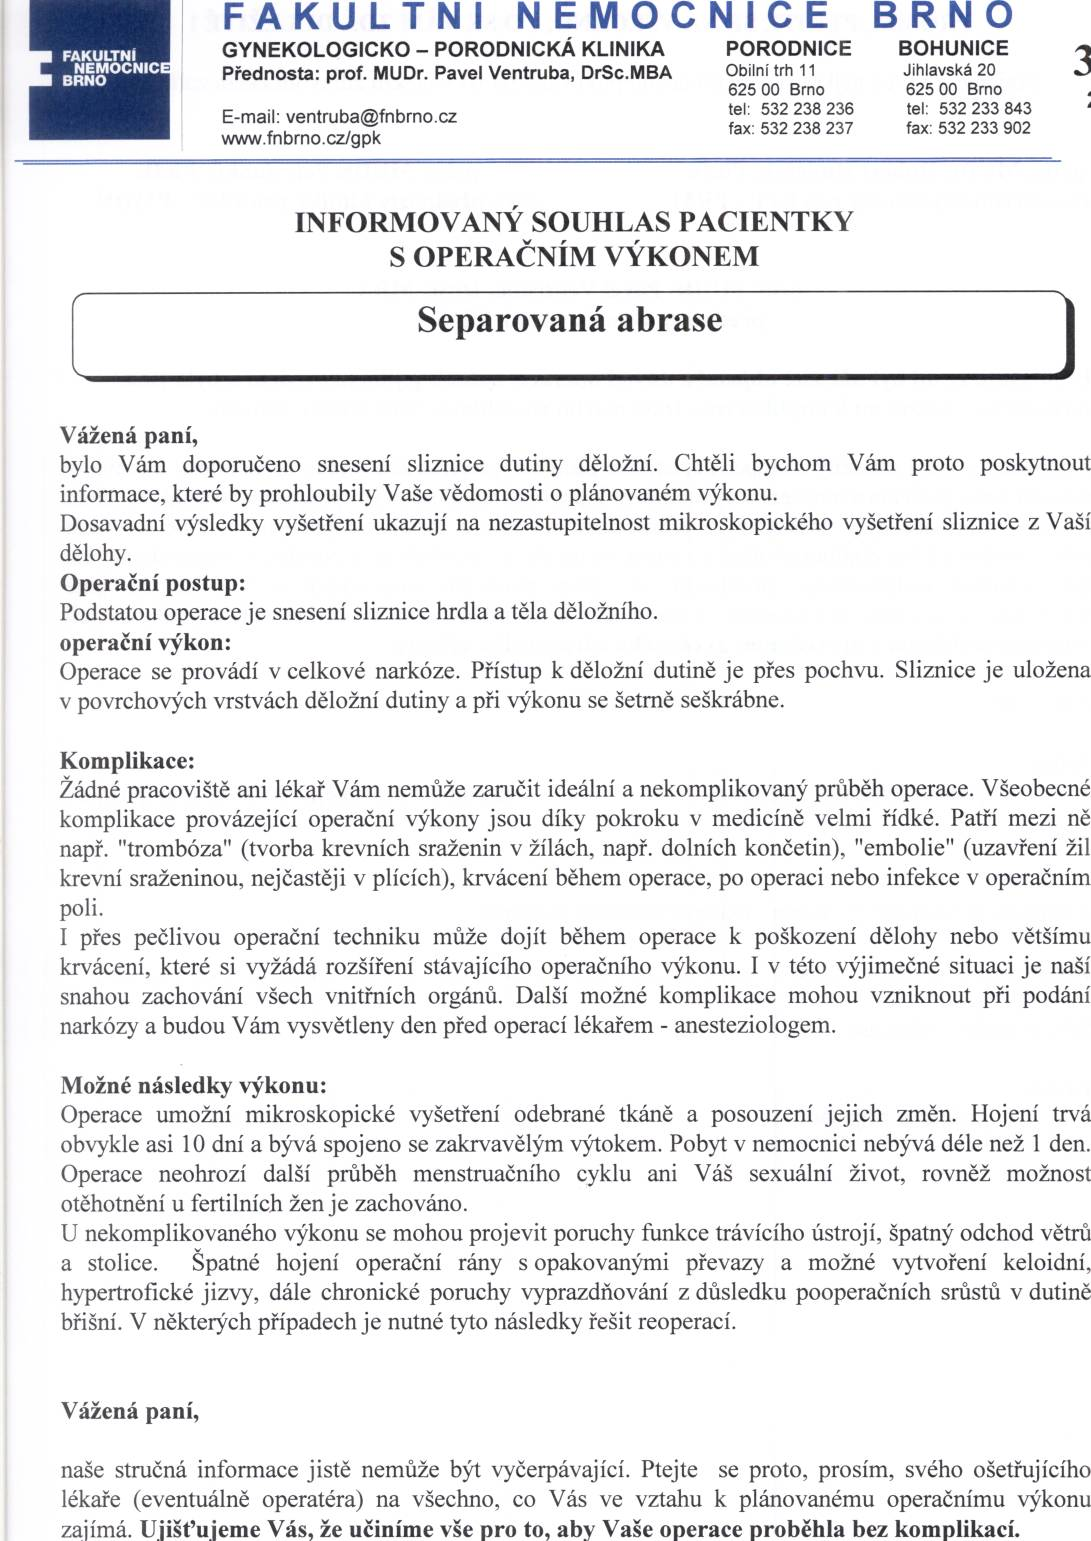 FAKULTNÍ NEMOCNICE BRNO
FAKULTNÍ
NEMOCNICE
BRNO
GYNEKOLOGICKO – PORODNICKÁ KLINIKA
Přednosta: prof. MUDr. Pavel Ventruba, DrSc.MBA
E-mail: ventruba@fnbrno.cz
www.fnbrno.cz/gpk
PORODNICE
Obilní trh 11
625 00 Brno
tel: 532 238 236
fax: 532 238 237
BOHUNICE
Jihlavská 20
625 00 Brno
tel: 532 233 843
fax: 532 233 902
INFORMOVANÝ SOUHLAS PACIENTKY
S OPERAČNÍM VÝKONEM
Separovaná abrase
Vážená paní,
bylo Vám doporučeno snesení sliznice dutiny děložní. Chtěli bychom Vám proto poskytnout
informace, které by prohloubily Vaše vědomosti o plánovaném výkonu.
Dosavadní výsledky vyšetření ukazují na nezastupitelnost mikroskopického vyšetření sliznice z Vaší
dělohy.
Operační postup:
Podstatou operace je snesení sliznice hrdla a těla děložního.
operační výkon:
Operace se provádí v celkové narkóze. Přístup k děložní dutině je přes pochvu. Sliznice je uložena
v povrchových vrstvách děložní dutiny a při výkonu se šetrně seškrábne.
Komplikace:
Žádné pracoviště ani lékař Vám nemůže zaručit ideální a nekomplikovaný průběh operace. Všeobecné
komplikace provázející operační výkony jsou díky pokroku v medicíně velmi řídké. Patří mezi ně
např. "trombóza" (tvorba krevních sraženin v žílách, např. dolních končetin), "embolie" (uzavření žil
krevní sraženinou, nejčastěji v plících), krvácení během operace, po operaci nebo infekce v operačním
poli.
I přes pečlivou operační techniku může dojít během operace k poškození dělohy nebo většímu
krvácení, které si vyžádá rozšíření stávajícího operačního výkonu. I v této výjimečné situaci je naší
snahou zachování všech vnitřních orgánů. Další možné komplikace mohou vzniknout při podání
narkózy a budou Vám vysvětleny den před operací lékařem - anesteziologem.
Možné následky výkonu:
Operace umožní mikroskopické vyšetření odebrané tkáně a posouzení jejich změn. Hojení trvá
obvykle asi 10 dní a bývá spojeno se zakrvavělým výtokem. Pobyt v nemocnici nebývá déle než 1 den.
Operace neohrozí další průběh menstruačního cyklu ani Váš sexuální život, rovněž možnost
otěhotnění u fertilních žen je zachováno.
U nekomplikovaného výkonu se mohou projevit poruchy funkce trávícího ústrojí, špatný odchod větrů
a stolice. Špatné hojení operační rány s opakovanými převazy a možné vytvoření keloidní,
hypertrofické jizvy, dále chronické poruchy vyprazdňování z důsledku pooperačních srůstů v dutině
břišní. V některých případech je nutné tyto následky řešit reoperací.
Vážená paní,
naše stručná informace jistě nemůže být vyčerpávající. Ptejte se proto, prosím, svého ošetřujícího
lékaře (eventuálně operatéra) na všechno, co Vás ve vztahu k plánovanému operačnímu výkonu
zajímá. Ujišťujeme Vás, že učiníme vše pro to, aby Vaše operace proběhla bez komplikací.